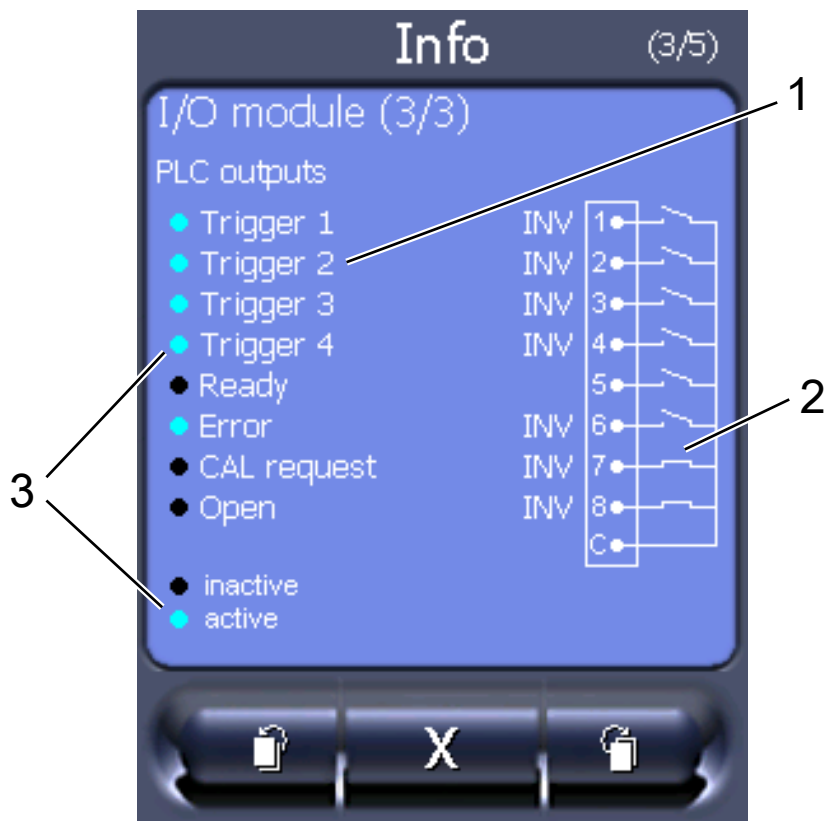 Info (3/5)
I/O module (3/3)
1
PLC outputs
Trigger 1 INV 1
Trigger 2 INV 2
Trigger 3 INV 3
Trigger 4 INV 4
Ready 5
2
Error INV 6
CAL request INV 7
3
Open INV 8
C
inactive
active
X